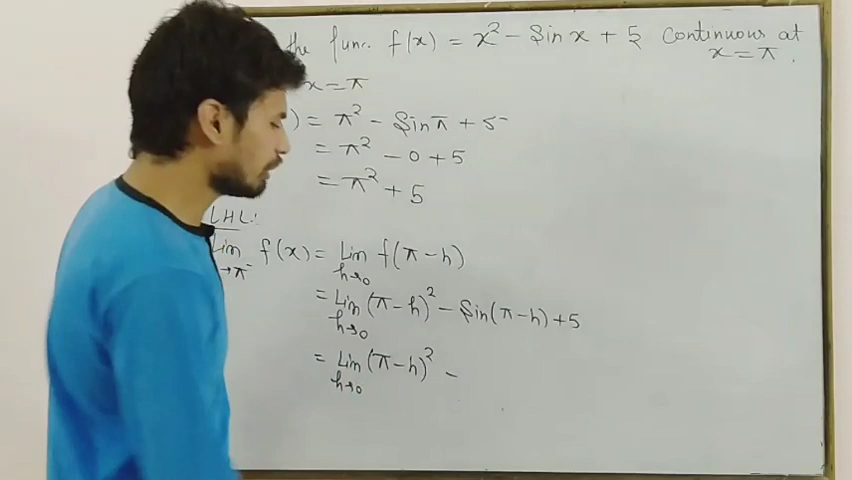 the func. f(x) = x² - Sin x + 5 continuous at
x = π.
x = π
) = π² - Sin π + 5
= π² - 0 + 5
= π² + 5
LHL:
Lim f(x) = Lim f(π-h)
→π⁻ h→0
= Lim (π-h)² - Sin(π-h) + 5
h→0
= Lim (π-h)² -
h→0